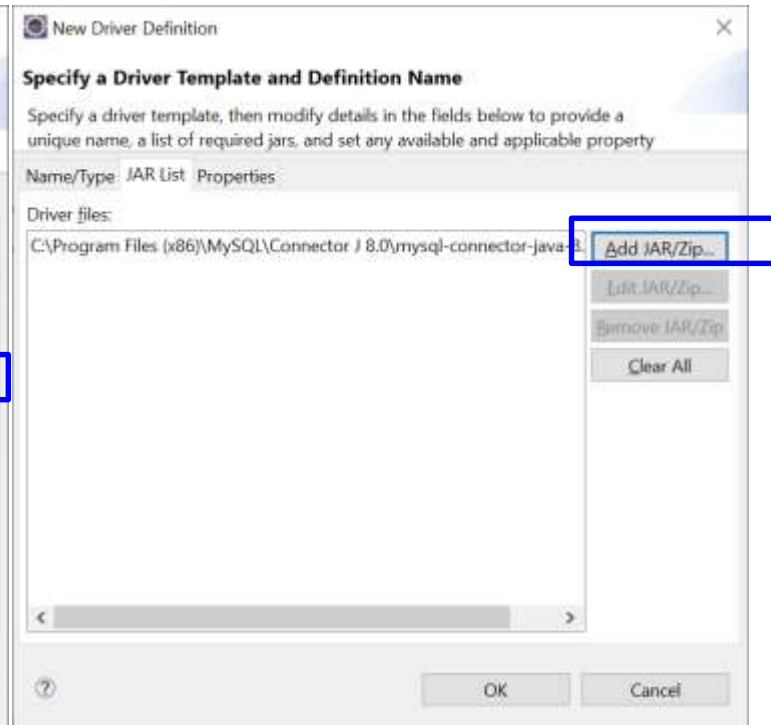 New Driver Definition
Specify a Driver Template and Definition Name
Specify a driver template, then modify details in the fields below to provide a
unique name, a list of required jars, and set any available and applicable property
Name/Type JAR List Properties
Driver files:
C:\Program Files (x86)\MySQL\Connector J 8.0\mysql-connector-java-8. Add JAR/Zip...
Edit JAR/Zip...
Remove JAR/Zip
Clear All
OK Cancel